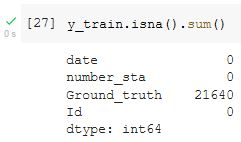 [27] y_train.isna().sum()
0s
date 0
number_sta 0
Ground_truth 21640
Id 0
dtype: int64